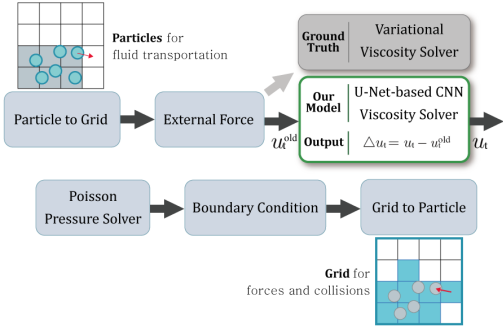 Particles for
fluid transportation
Ground
Truth
Variational
Viscosity Solver
Particle to Grid
External Force
u_t^old
Our
Model
U-Net-based CNN
Viscosity Solver
Output
△u_t = u_t − u_t^old
u_t
Poisson
Pressure Solver
Boundary Condition
Grid to Particle
Grid for
forces and collisions